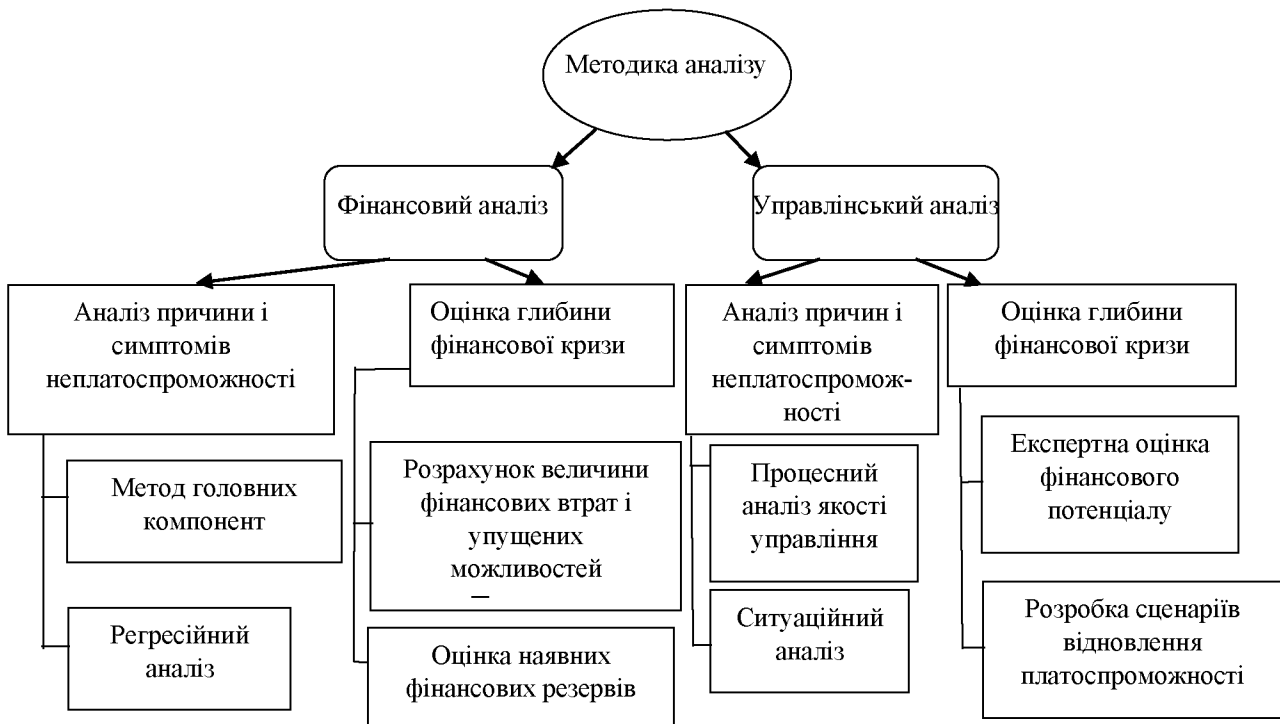 Методика аналізу
Фінансовий аналіз
Управлінський аналіз
Аналіз причини і
симптомів
неплатоспроможності
Метод головних
компонент
Регресійний
аналіз
Оцінка глибини
фінансової кризи
Розрахунок величини
фінансових втрат і
упущених
можливостей
Оцінка наявних
фінансових резервів
Аналіз причин і
симптомів
неплатоспромож-
ності
Процесний
аналіз якості
управління
Ситуаційний
аналіз
Оцінка глибини
фінансової кризи
Експертна оцінка
фінансового
потенціалу
Розробка сценаріїв
відновлення
платоспроможності